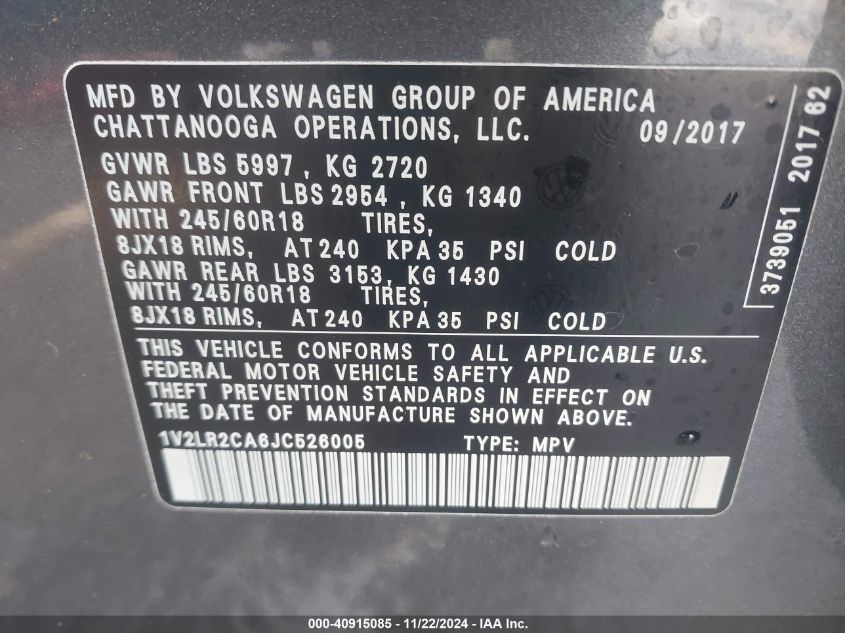 MFD BY VOLKSWAGEN GROUP OF AMERICA
CHATTANOOGA OPERATIONS, LLC. 09/2017
GVWR LBS 5997, KG 2720
GAWR FRONT LBS 2954, KG 1340
WITH 245/60R18 TIRES,
8JX18 RIMS, AT 240 KPA 35 PSI COLD
GAWR REAR LBS 3153, KG 1430
WITH 245/60R18 TIRES,
8JX18 RIMS, AT 240 KPA 35 PSI COLD
THIS VEHICLE CONFORMS TO ALL APPLICABLE U.S.
FEDERAL MOTOR VEHICLE SAFETY AND
THEFT PREVENTION STANDARDS IN EFFECT ON
THE DATE OF MANUFACTURE SHOWN ABOVE.
1V2LR2CA6JC526005 TYPE: MPV
3739051 2017 62
000-40915085 - 11/22/2024 - IAA Inc.